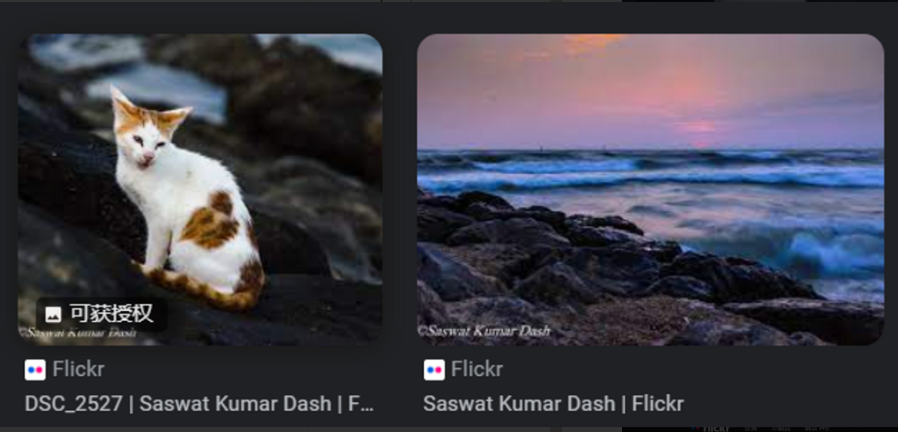 可获授权
©Saswat Kumar Dash
©Saswat Kumar Dash
Flickr
Flickr
DSC_2527 | Saswat Kumar Dash | F...
Saswat Kumar Dash | Flickr